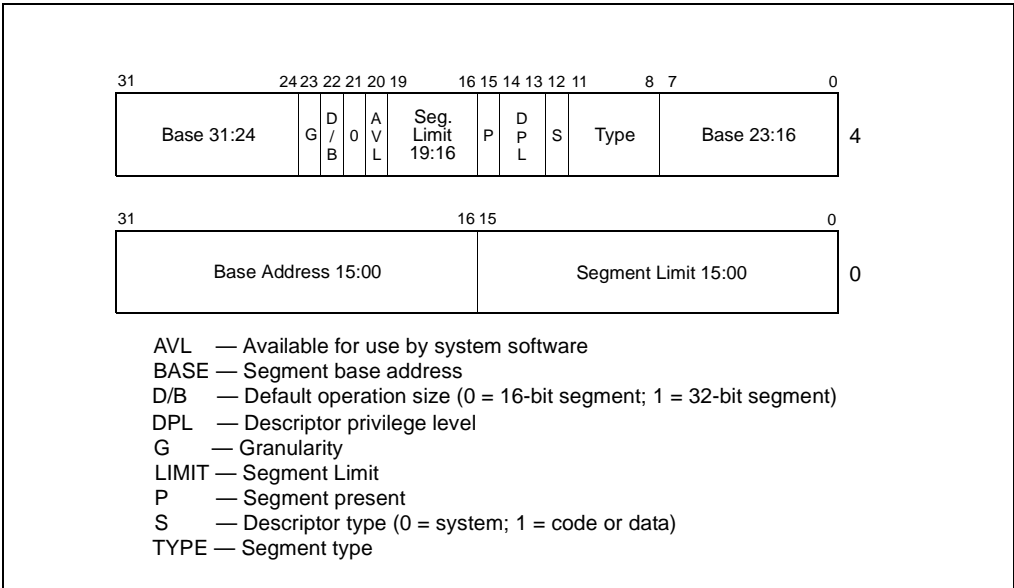 31 24 23 22 21 20 19 16 15 14 13 12 11 8 7 0
Base 31:24 G D/B 0 AVL Seg. Limit 19:16 P DPL S Type Base 23:16 4
31 16 15 0
Base Address 15:00 Segment Limit 15:00 0
AVL — Available for use by system software
BASE — Segment base address
D/B — Default operation size (0 = 16-bit segment; 1 = 32-bit segment)
DPL — Descriptor privilege level
G — Granularity
LIMIT — Segment Limit
P — Segment present
S — Descriptor type (0 = system; 1 = code or data)
TYPE — Segment type